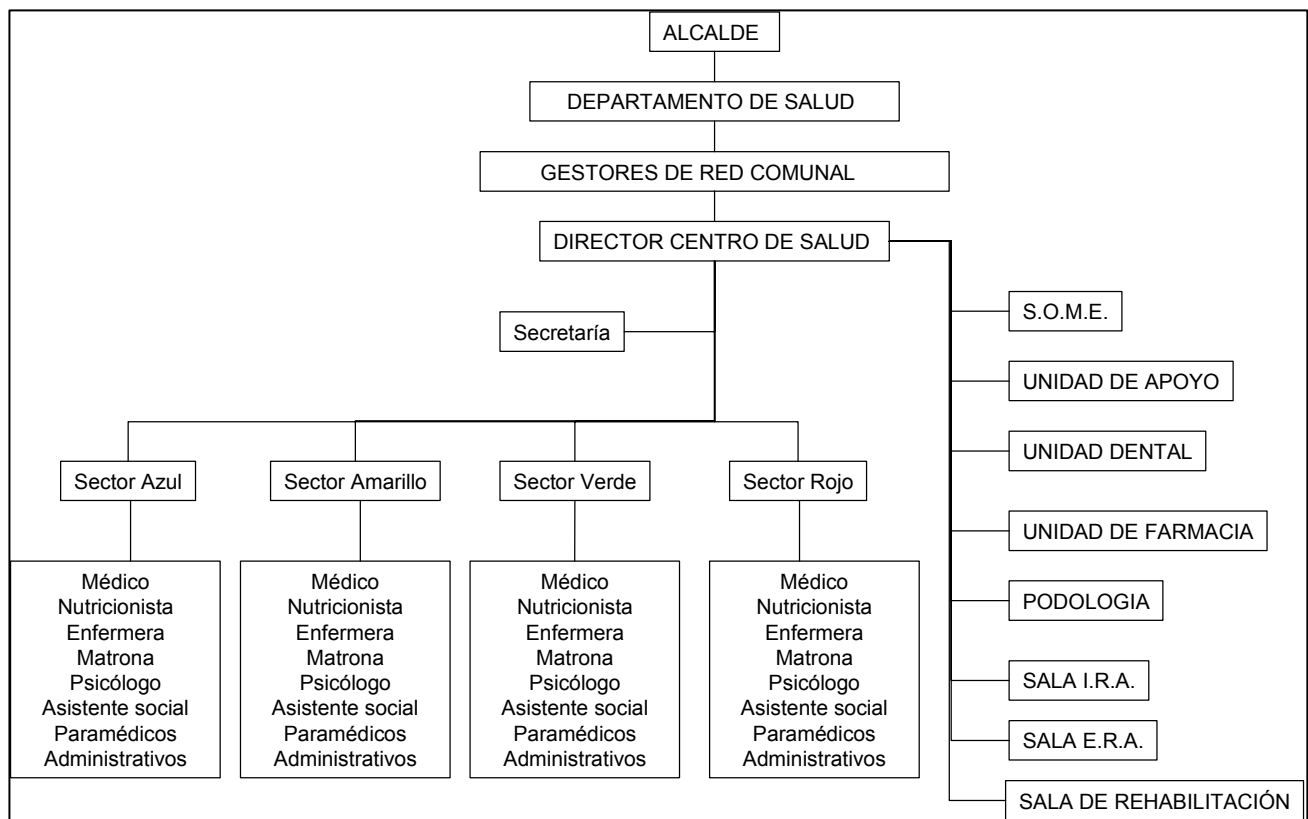 ALCALDE
DEPARTAMENTO DE SALUD
GESTORES DE RED COMUNAL
DIRECTOR CENTRO DE SALUD
Secretaría
Sector Azul
Médico
Nutricionista
Enfermera
Matrona
Psicólogo
Asistente social
Paramédicos
Administrativos
Sector Amarillo
Médico
Nutricionista
Enfermera
Matrona
Psicólogo
Asistente social
Paramédicos
Administrativos
Sector Verde
Médico
Nutricionista
Enfermera
Matrona
Psicólogo
Asistente social
Paramédicos
Administrativos
Sector Rojo
Médico
Nutricionista
Enfermera
Matrona
Psicólogo
Asistente social
Paramédicos
Administrativos
S.O.M.E.
UNIDAD DE APOYO
UNIDAD DENTAL
UNIDAD DE FARMACIA
PODOLOGIA
SALA I.R.A.
SALA E.R.A.
SALA DE REHABILITACIÓN